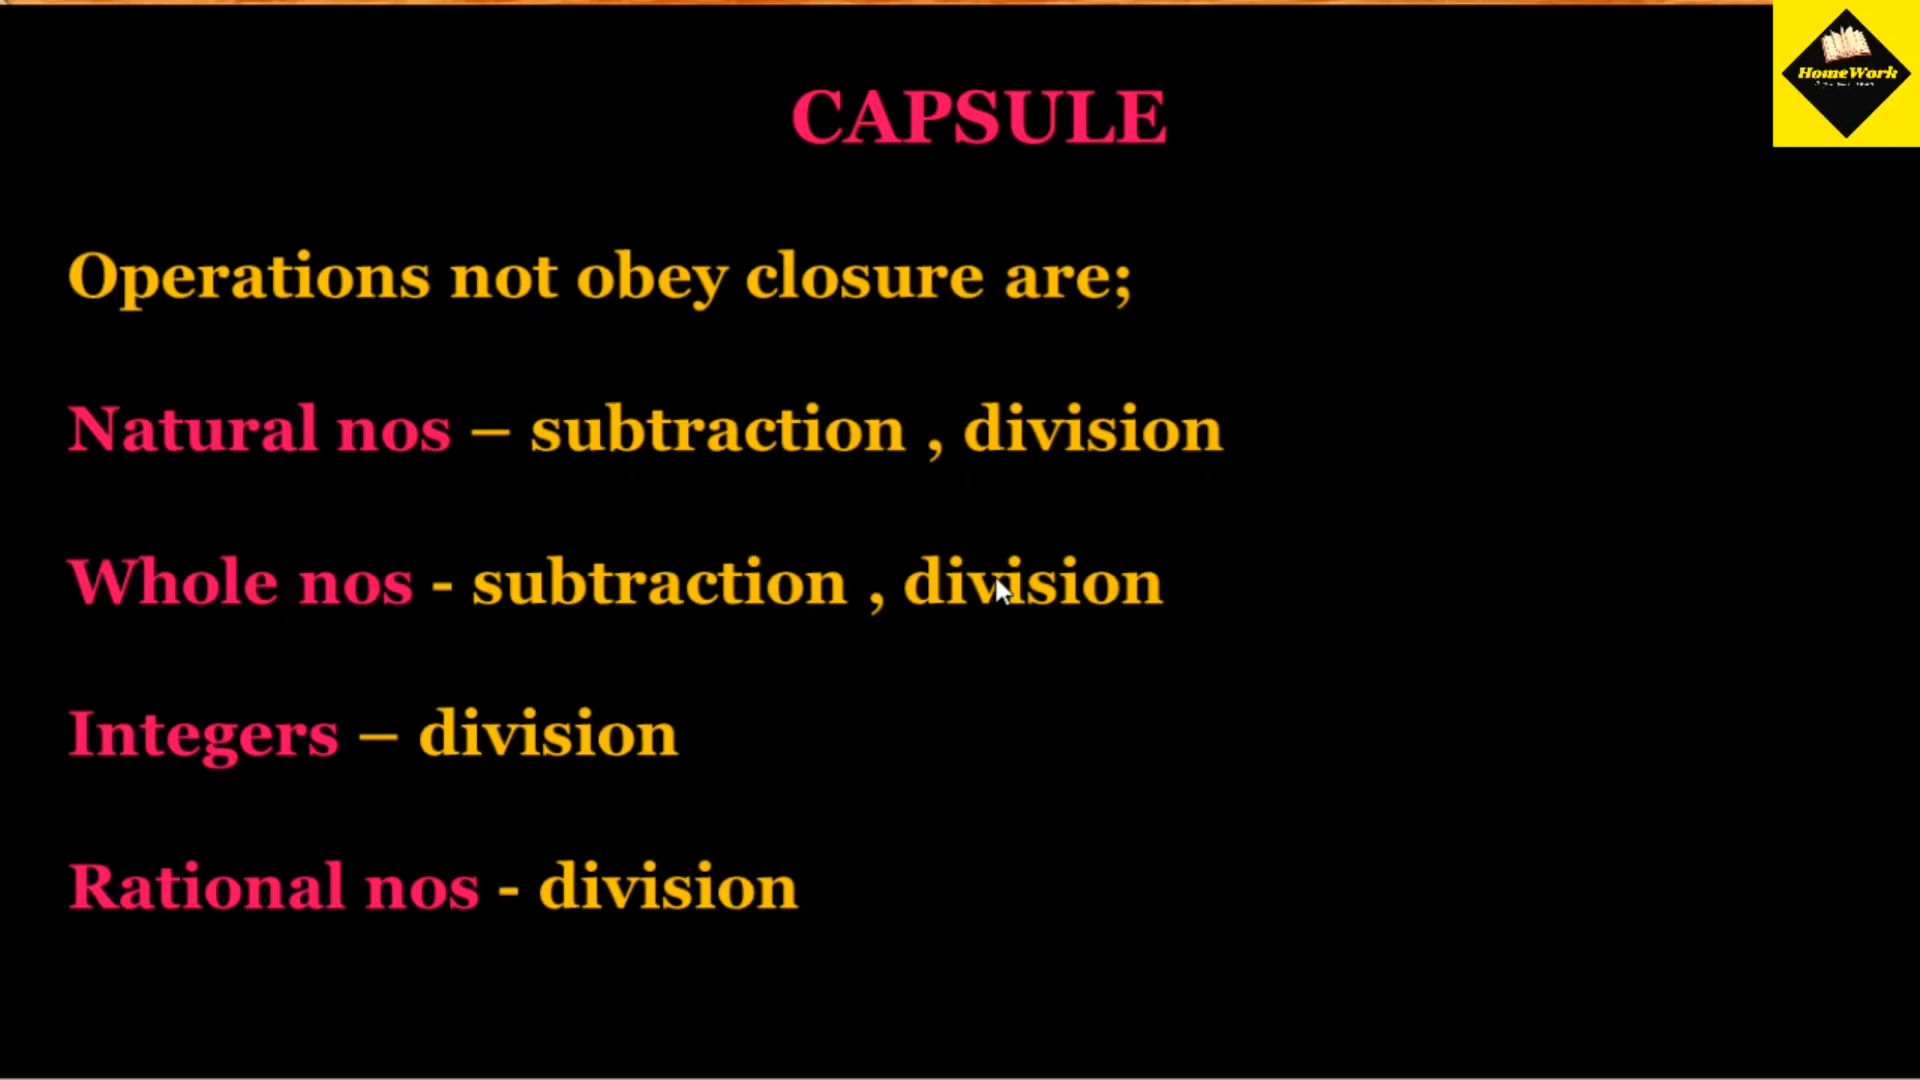 CAPSULE
HomeWork
Operations not obey closure are;
Natural nos – subtraction , division
Whole nos - subtraction , division
Integers – division
Rational nos - division